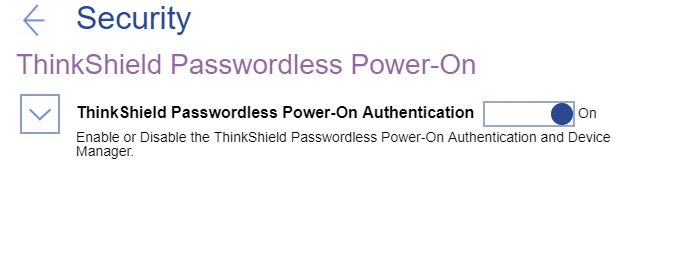 Security
ThinkShield Passwordless Power-On
ThinkShield Passwordless Power-On Authentication On
Enable or Disable the ThinkShield Passwordless Power-On Authentication and Device
Manager.